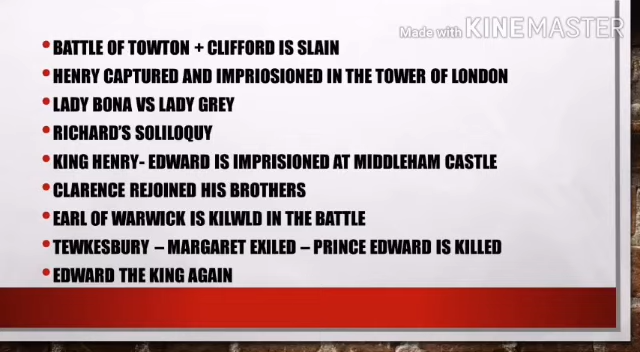 Made with KINEMASTER
• BATTLE OF TOWTON + CLIFFORD IS SLAIN
• HENRY CAPTURED AND IMPRIOSIONED IN THE TOWER OF LONDON
• LADY BONA VS LADY GREY
• RICHARD'S SOLILOQUY
• KING HENRY- EDWARD IS IMPRISIONED AT MIDDLEHAM CASTLE
• CLARENCE REJOINED HIS BROTHERS
• EARL OF WARWICK IS KILWLD IN THE BATTLE
• TEWKESBURY – MARGARET EXILED – PRINCE EDWARD IS KILLED
• EDWARD THE KING AGAIN